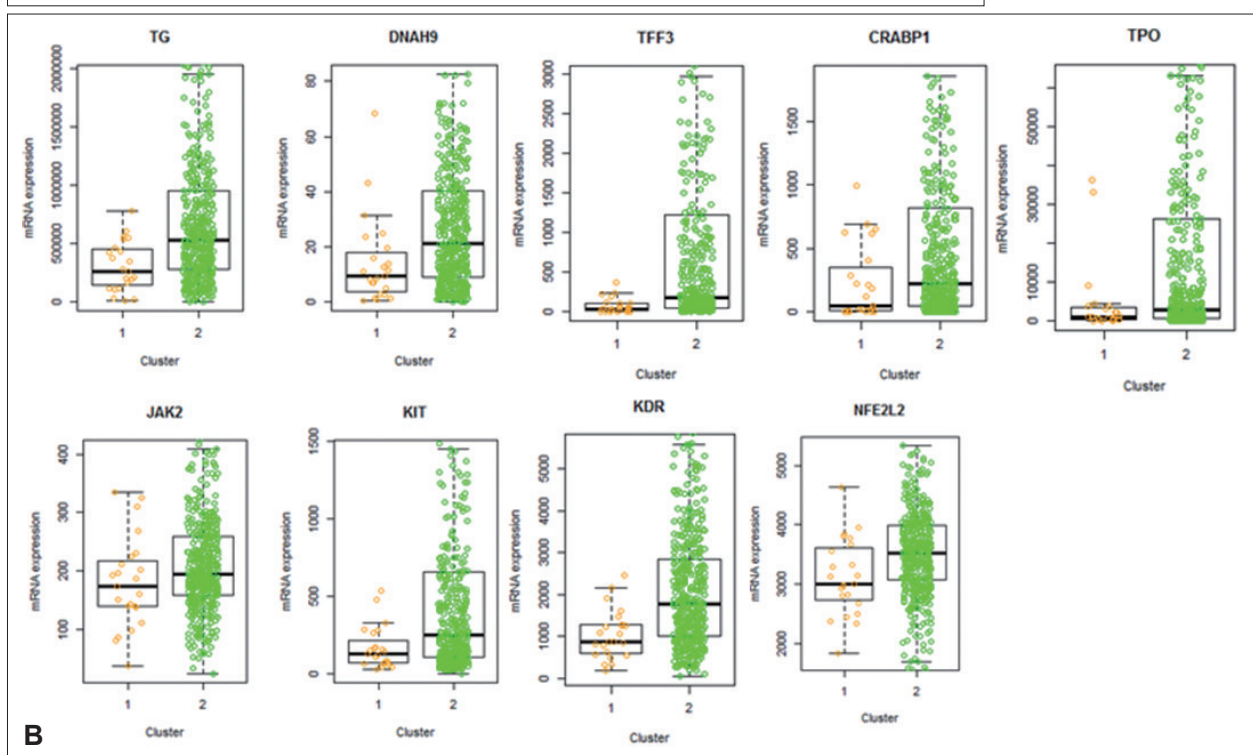 TG
DNAH9
TFF3
CRABP1
TPO
mRNA expression
0
500000
1000000
1500000
2000000
1 2
Cluster
mRNA expression
0
20
40
60
80
1 2
Cluster
mRNA expression
0
500
1000
1500
2000
2500
3000
1 2
Cluster
mRNA expression
0
500
1000
1500
1 2
Cluster
mRNA expression
0
10000
30000
50000
1 2
Cluster
JAK2
KIT
KDR
NFE2L2
mRNA expression
100
200
300
400
1 2
Cluster
mRNA expression
0
500
1000
1500
1 2
Cluster
mRNA expression
0
1000
2000
3000
4000
5000
1 2
Cluster
mRNA expression
2000
3000
4000
5000
1 2
Cluster
B